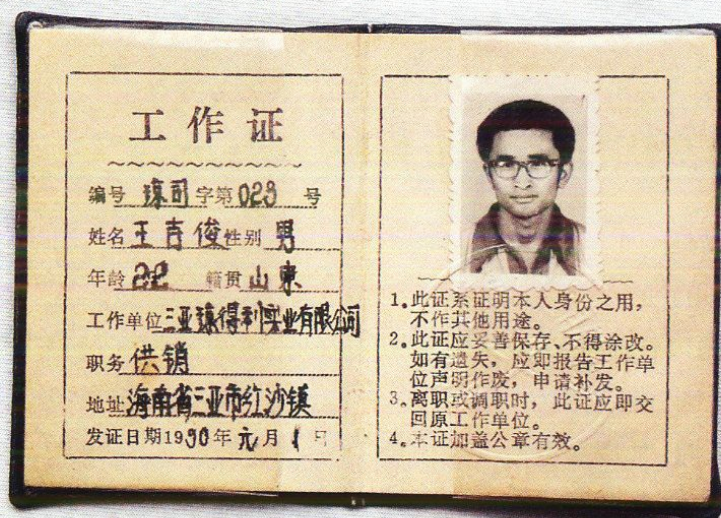 工作证
编号 琼司 字第 023 号
姓名 王吉俊 性别 男
年龄 22 籍贯 山东
工作单位 三亚琼得利实业有限公司
职务 供销
地址 海南省三亚市红沙镇
发证日期1990年元月1日
1。此证系证明本人身份之用，
不作其他用途。
2。此证应妥善保存、不得涂改。
如有遗失，应即报告工作单
位声明作废，申请补发。
3。离职或调职时，此证应即交
回原工作单位。
4。本证加盖公章有效。